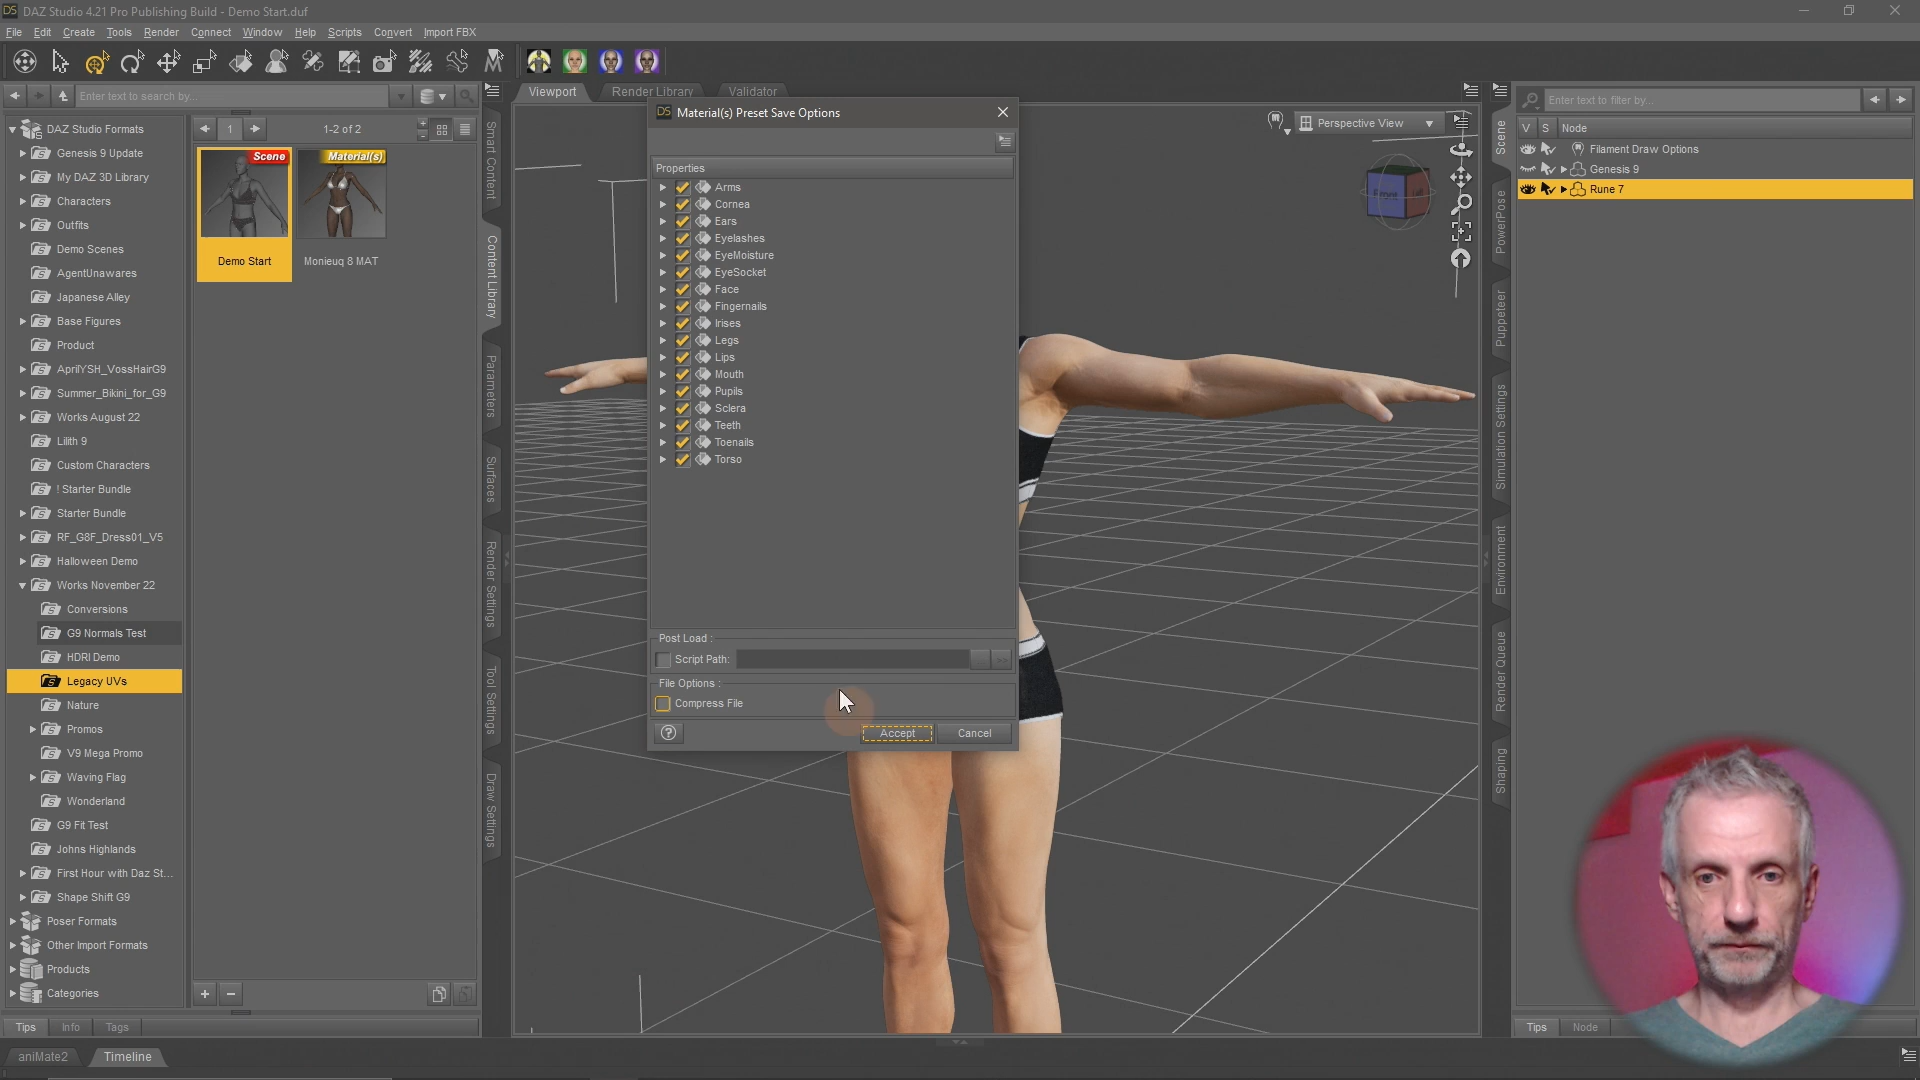 DAZ Studio 4.21 Pro Publishing Build - Demo Start.duf
File Edit Create Tools Render Connect Window Help Scripts Convert Import FBX
Enter text to search by...
1
1-2 of 2
DAZ Studio Formats
Genesis 9 Update
My DAZ 3D Library
Characters
Outfits
Demo Scenes
AgentUnawares
Japanese Alley
Base Figures
Product
AprilYSH_VossHairG9
Summer_Bikini_for_G9
Works August 22
Lilith 9
Custom Characters
! Starter Bundle
Starter Bundle
RF_G8F_Dress01_V5
Halloween Demo
Works November 22
Conversions
G9 Normals Test
HDRI Demo
Legacy UVs
Nature
Promos
V9 Mega Promo
Waving Flag
Wonderland
G9 Fit Test
Johns Highlands
First Hour with Daz St...
Shape Shift G9
Poser Formats
Other Import Formats
Products
Categories
Tips Info Tags
aniMate2 Timeline
Scene
Demo Start
Material(s)
Monieuq 8 MAT
Smart Content
Content Library
Parameters
Surfaces
Render Settings
Tool Settings
Draw Settings
Viewport Render Library Validator
Material(s) Preset Save Options
Properties
Arms
Cornea
Ears
Eyelashes
EyeMoisture
EyeSocket
Face
Fingernails
Irises
Legs
Lips
Mouth
Pupils
Sclera
Teeth
Toenails
Torso
Post Load :
Script Path:
>>
File Options :
Compress File
?
Accept Cancel
Perspective View
Front
Left
Scene
PowerPose
Puppeteer
Simulation Settings
Environment
Render Queue
Shaping
Enter text to filter by...
V S Node
Filament Draw Options
Genesis 9
Rune 7
Tips Node